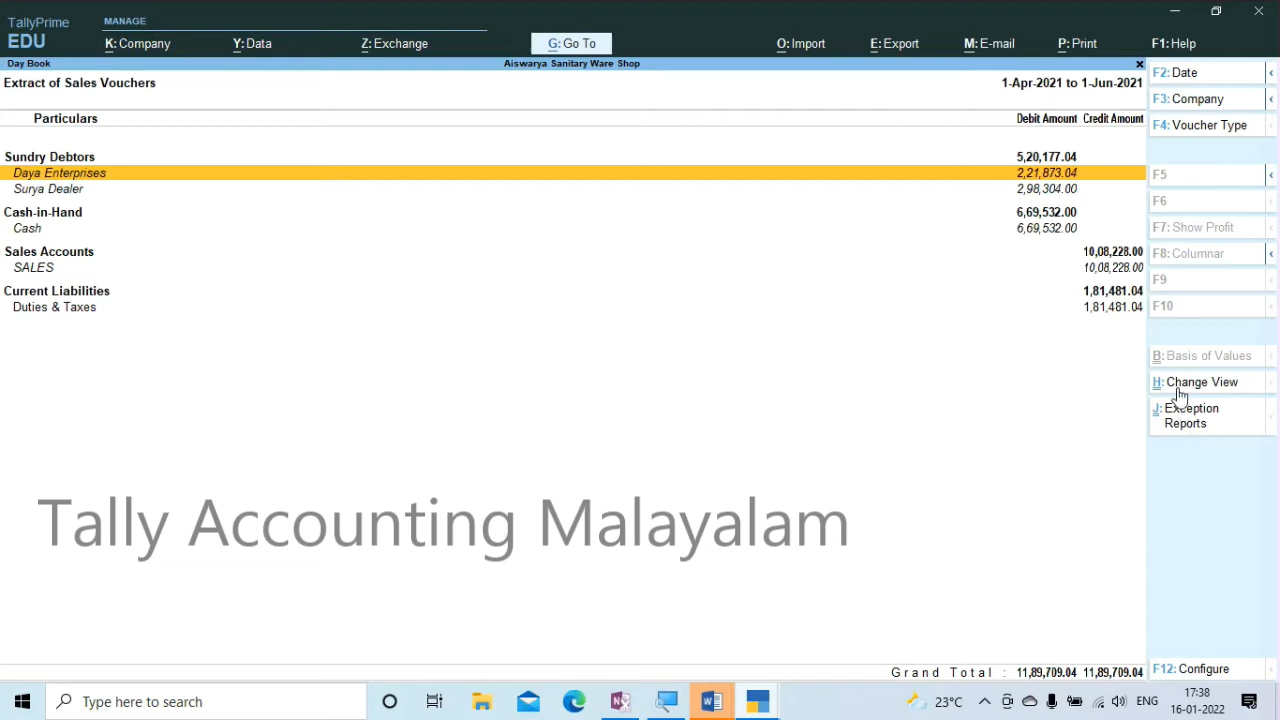 TallyPrime
EDU
MANAGE
K: Company
Y: Data
Z: Exchange
G: Go To
O: Import
E: Export
M: E-mail
P: Print
F1: Help
Day Book
Aiswarya Sanitary Ware Shop
Extract of Sales Vouchers
1-Apr-2021 to 1-Jun-2021
Particulars
Debit Amount Credit Amount
Sundry Debtors 5,20,177.04
Daya Enterprises 2,21,873.04
Surya Dealer 2,98,304.00
Cash-in-Hand 6,69,532.00
Cash 6,69,532.00
Sales Accounts 10,08,228.00
SALES 10,08,228.00
Current Liabilities 1,81,481.04
Duties & Taxes 1,81,481.04
Tally Accounting Malayalam
Grand Total : 11,89,709.04 11,89,709.04
F2: Date
F3: Company
F4: Voucher Type
F5
F6
F7: Show Profit
F8: Columnar
F9
F10
B: Basis of Values
H: Change View
J: Exception
Reports
F12: Configure
Type here to search
23°C
ENG
17:38
16-01-2022